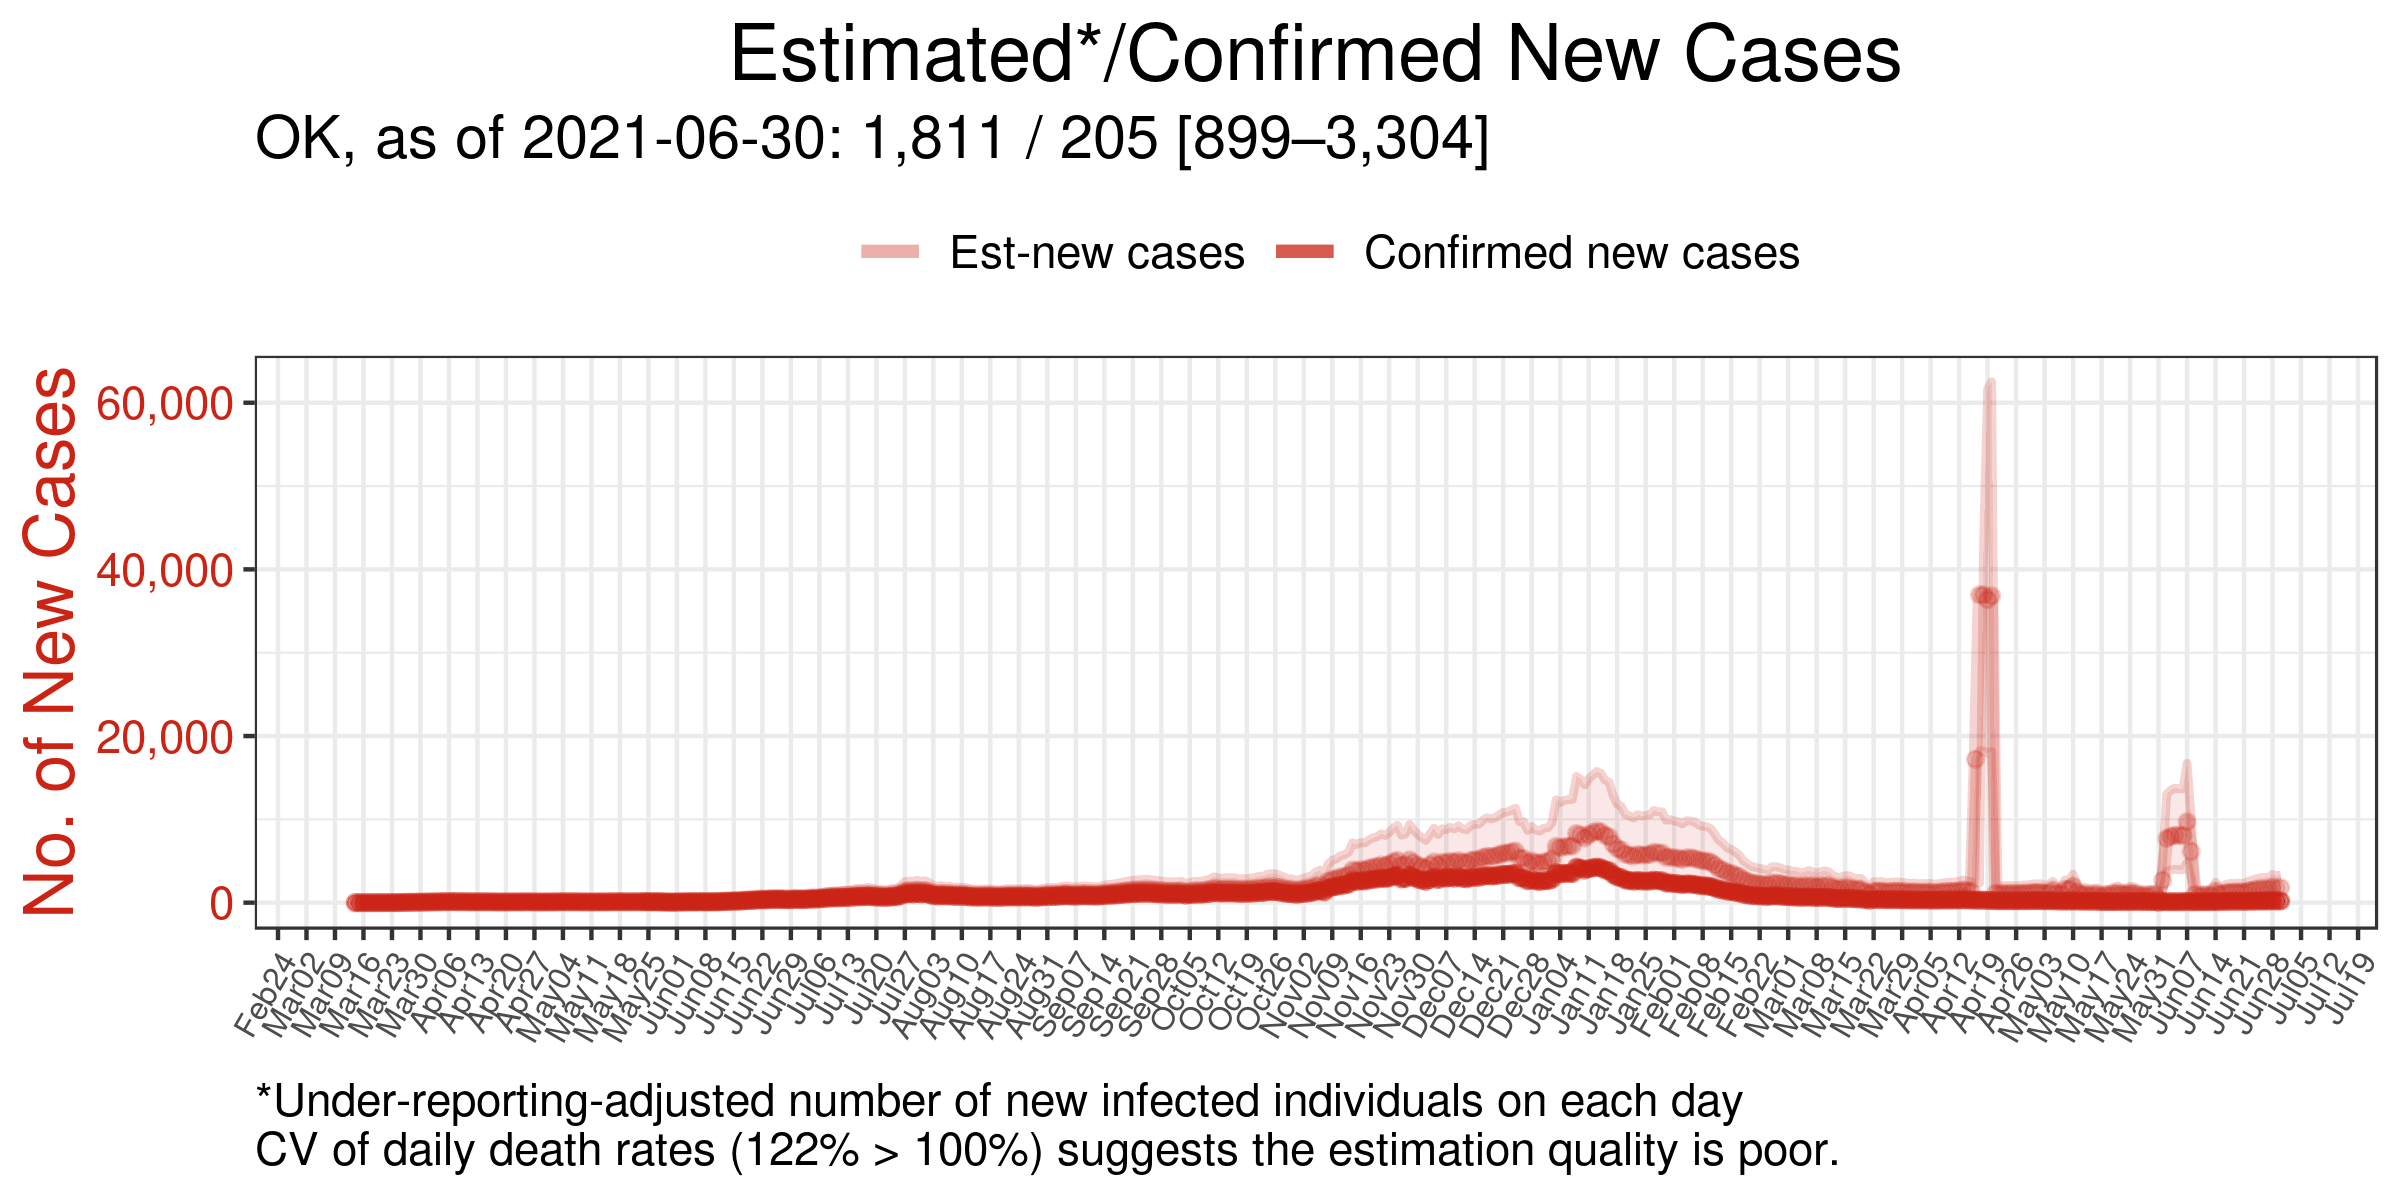 Estimated*/Confirmed New Cases
OK, as of 2021-06-30: 1,811 / 205 [899–3,304]
Est-new cases Confirmed new cases
No. of New Cases
60,000
40,000
20,000
0
Feb24 Mar02 Mar09 Mar16 Mar23 Mar30 Apr06 Apr13 Apr20 Apr27 May04 May11 May18 May25 Jun01 Jun08 Jun15 Jun22 Jun29 Jul06 Jul13 Jul20 Jul27 Aug03 Aug10 Aug17 Aug24 Aug31 Sep07 Sep14 Sep21 Sep28 Oct05 Oct12 Oct19 Oct26 Nov02 Nov09 Nov16 Nov23 Nov30 Dec07 Dec14 Dec21 Dec28 Jan04 Jan11 Jan18 Jan25 Feb01 Feb08 Feb15 Feb22 Mar01 Mar08 Mar15 Mar22 Mar29 Apr05 Apr12 Apr19 Apr26 May03 May10 May17 May24 May31 Jun07 Jun14 Jun21 Jun28 Jul05 Jul12 Jul19
*Under-reporting-adjusted number of new infected individuals on each day
CV of daily death rates (122% > 100%) suggests the estimation quality is poor.